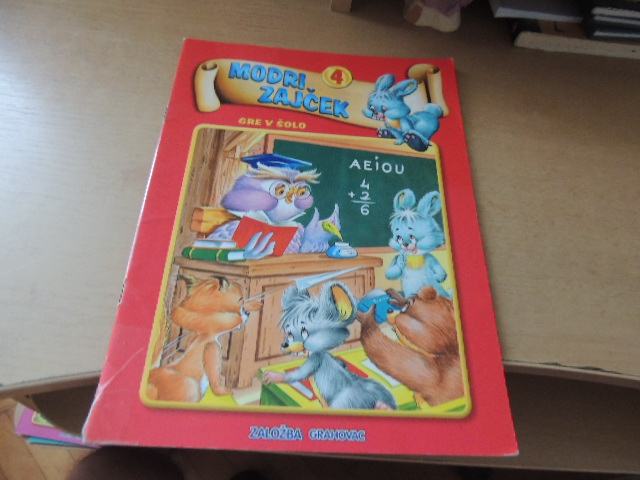 MODRI
ZAJČEK
4
GRE V ŠOLO
AEiOU
4
+ 2
6
ZALOŽBA GRAHOVAC